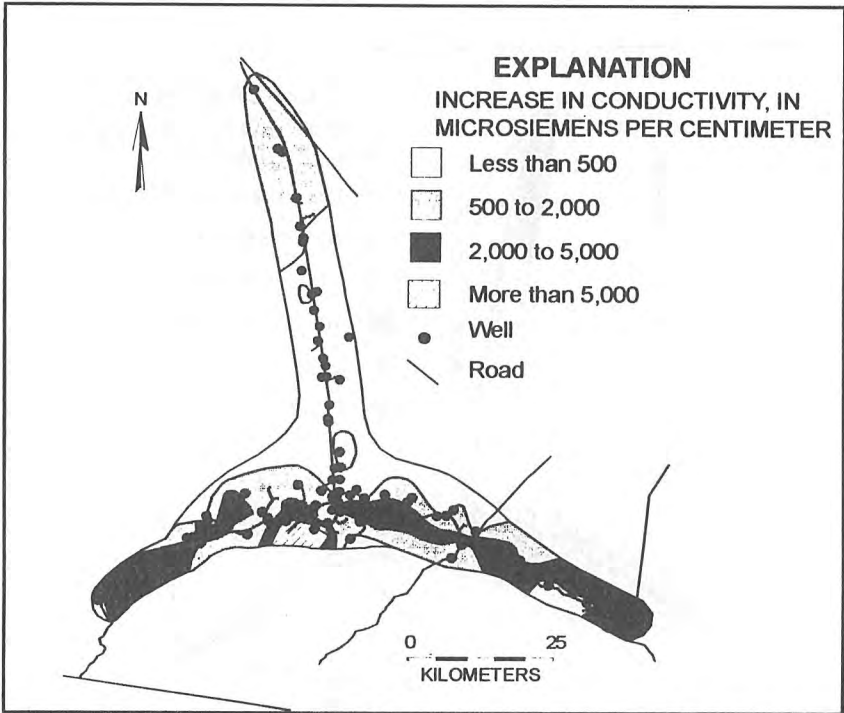 N
EXPLANATION
INCREASE IN CONDUCTIVITY, IN
MICROSIEMENS PER CENTIMETER
Less than 500
500 to 2,000
2,000 to 5,000
More than 5,000
Well
Road
0 25
KILOMETERS